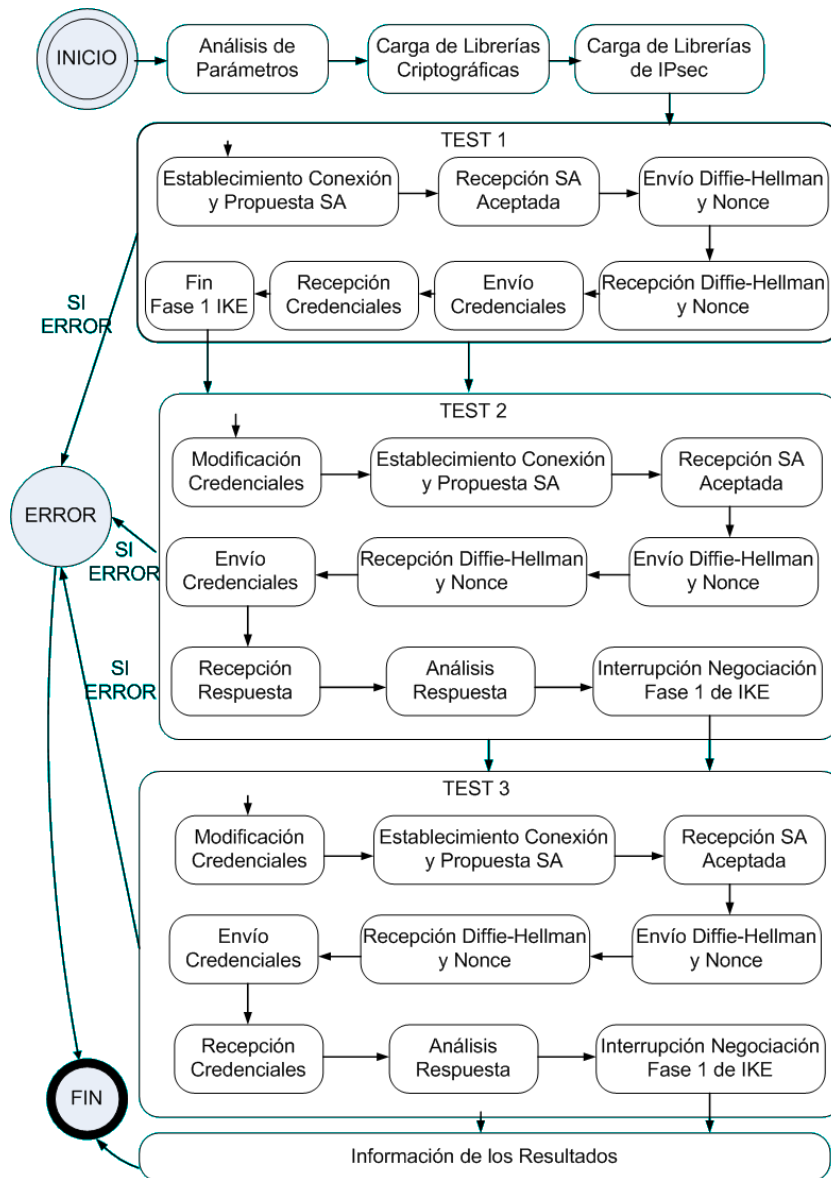 INICIO
Análisis de
Parámetros
Carga de Librerías
Criptográficas
Carga de Librerías
de IPsec
TEST 1
Establecimiento Conexión
y Propuesta SA
Recepción SA
Aceptada
Envío Diffie-Hellman
y Nonce
Fin
Fase 1 IKE
Recepción
Credenciales
Envío
Credenciales
Recepción Diffie-Hellman
y Nonce
SI
ERROR
TEST 2
Modificación
Credenciales
Establecimiento Conexión
y Propuesta SA
Recepción SA
Aceptada
ERROR
SI
ERROR
Envío
Credenciales
Recepción Diffie-Hellman
y Nonce
Envío Diffie-Hellman
y Nonce
SI
ERROR
Recepción
Respuesta
Análisis
Respuesta
Interrupción Negociación
Fase 1 de IKE
TEST 3
Modificación
Credenciales
Establecimiento Conexión
y Propuesta SA
Recepción SA
Aceptada
Envío
Credenciales
Recepción Diffie-Hellman
y Nonce
Envío Diffie-Hellman
y Nonce
Recepción
Credenciales
Análisis
Respuesta
Interrupción Negociación
Fase 1 de IKE
FIN
Información de los Resultados